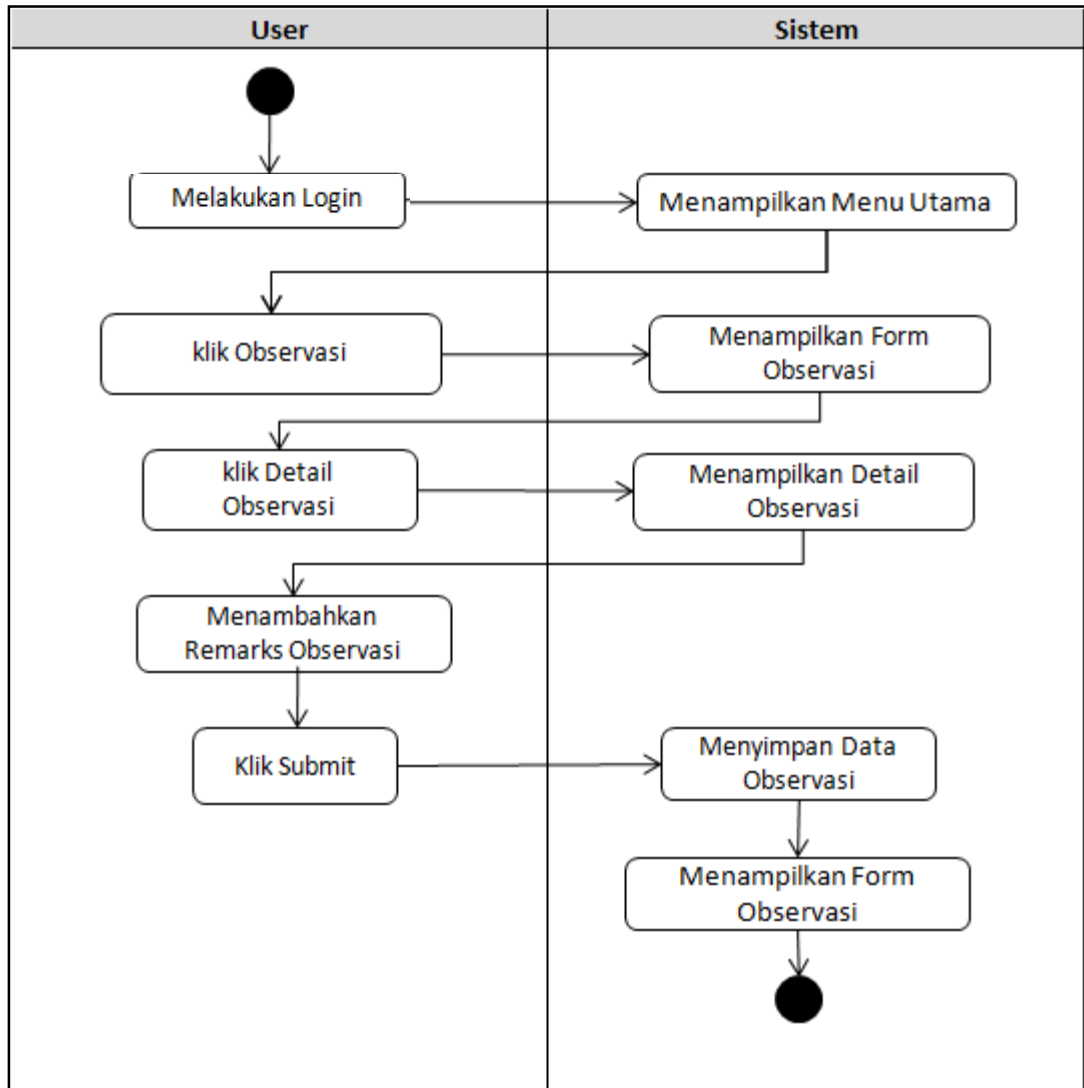 User
Sistem
Melakukan Login
Menampilkan Menu Utama
klik Observasi
Menampilkan Form
Observasi
klik Detail
Observasi
Menampilkan Detail
Observasi
Menambahkan
Remarks Observasi
Klik Submit
Menyimpan Data
Observasi
Menampilkan Form
Observasi